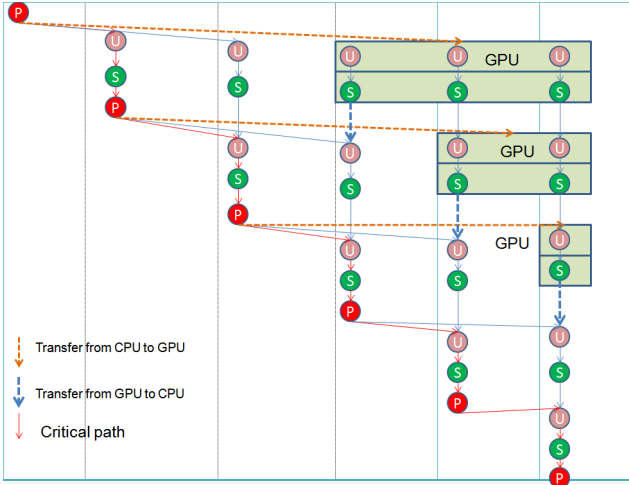 P
U U U U GPU U
S S S S S
P
U U U GPU U
S S S S
P
U U GPU U
S S S
P
U U
Transfer from CPU to GPU
S S
Transfer from GPU to CPU
P
U
Critical path
S
P